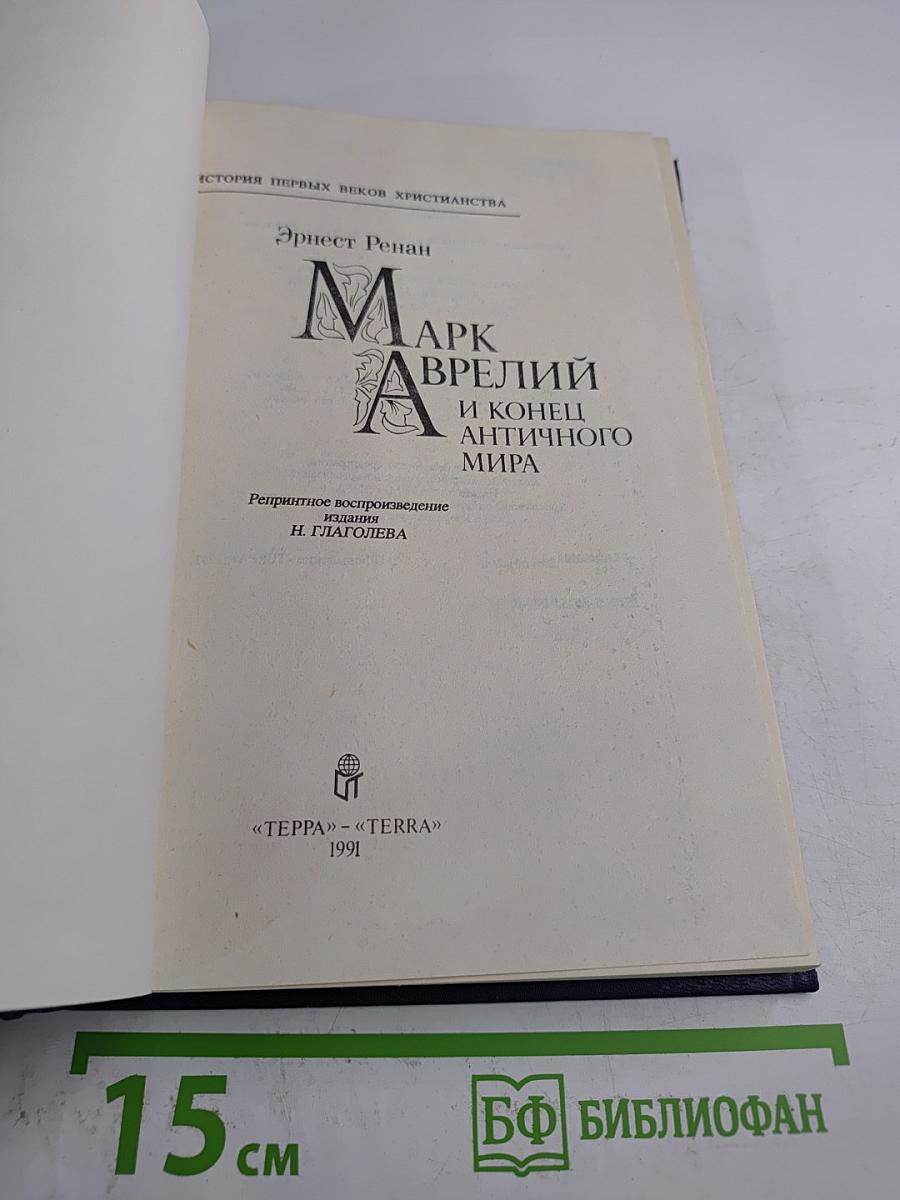 ИСТОРИЯ ПЕРВЫХ ВЕКОВ ХРИСТИАНСТВА
Эрнест Ренан
МАРК
АВРЕЛИЙ
И КОНЕЦ
АНТИЧНОГО
МИРА
Репринтное воспроизведение
издания
Н. ГЛАГОЛЕВА
«ТЕРРА» – «TERRA»
1991
15 см
БФ БИБЛИОФАН